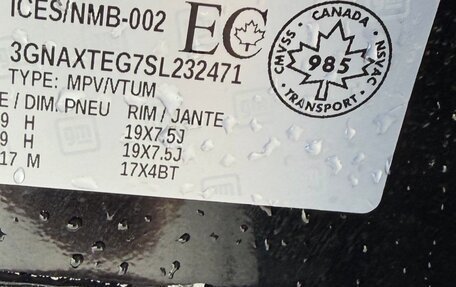 ICES/NMB-002
EC
CANADA
CMVSS
NSVAC
985
TRANSPORT
3GNAXTEG7SL232471
TYPE: MPV/VTUM
E / DIM. PNEU RIM / JANTE
9 H 19X7.5J
9 H 19X7.5J
17 M 17X4BT